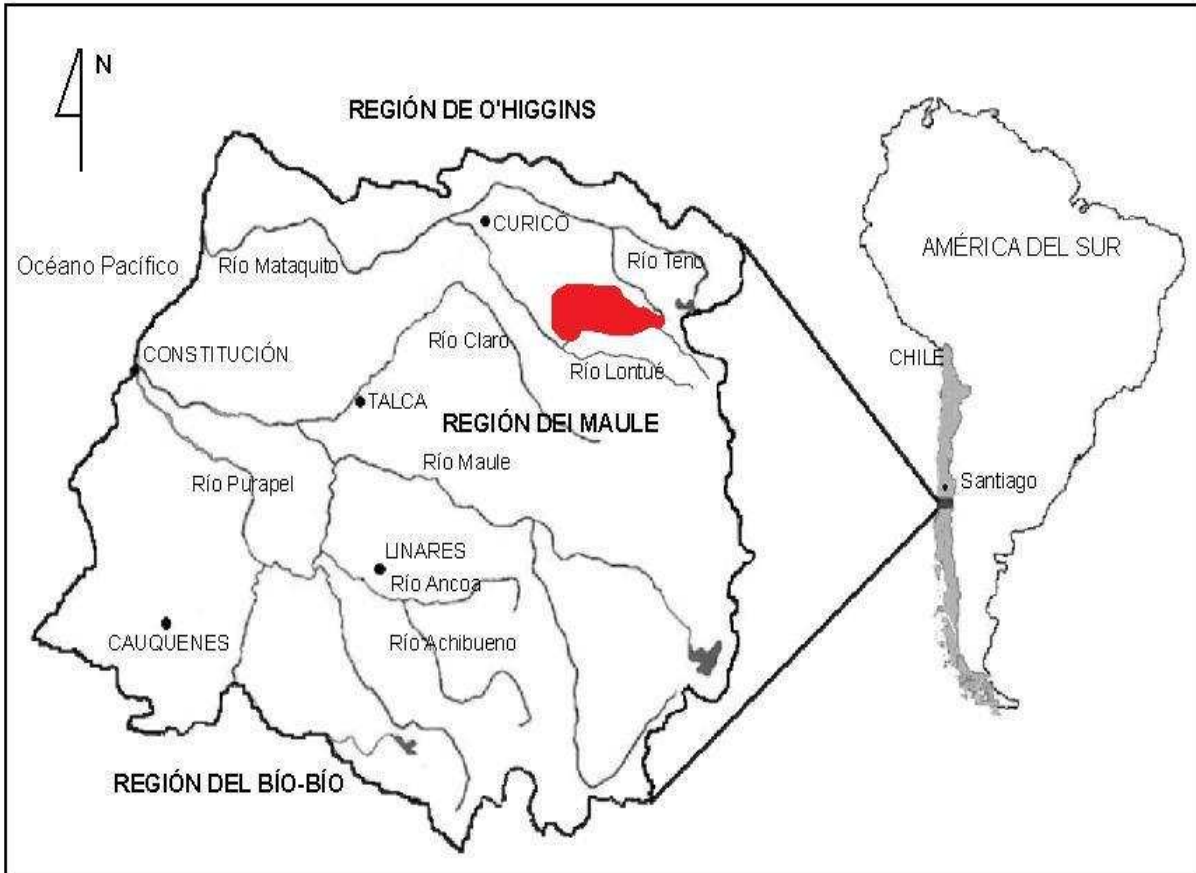 N
REGIÓN DE O'HIGGINS
CURICÓ
Océano Pacífico
Río Mataquito
Río Teno
AMÉRICA DEL SUR
Río Claro
CONSTITUCIÓN
Río Lontué
CHILE
TALCA
REGIÓN DEl MAULE
Río Maule
Río Purapel
Santiago
LINARES
Río Ancoa
CAUQUENES
Río Achibueno
REGIÓN DEL BÍO-BÍO